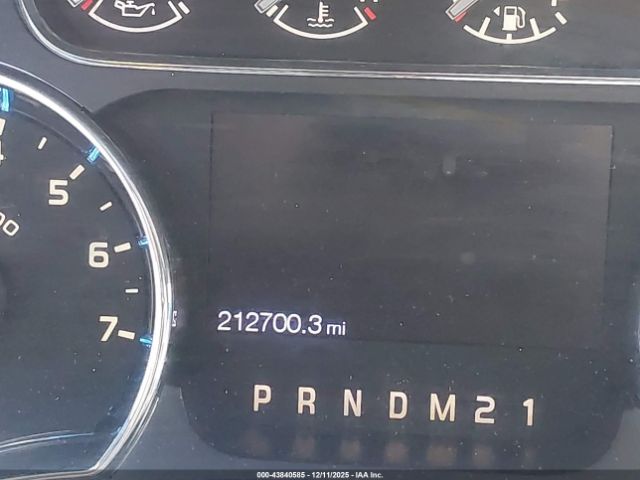 5
6
7
212700.3 mi
P R N D M 2 1
000-43840585 - 12/11/2025 - IAA Inc.